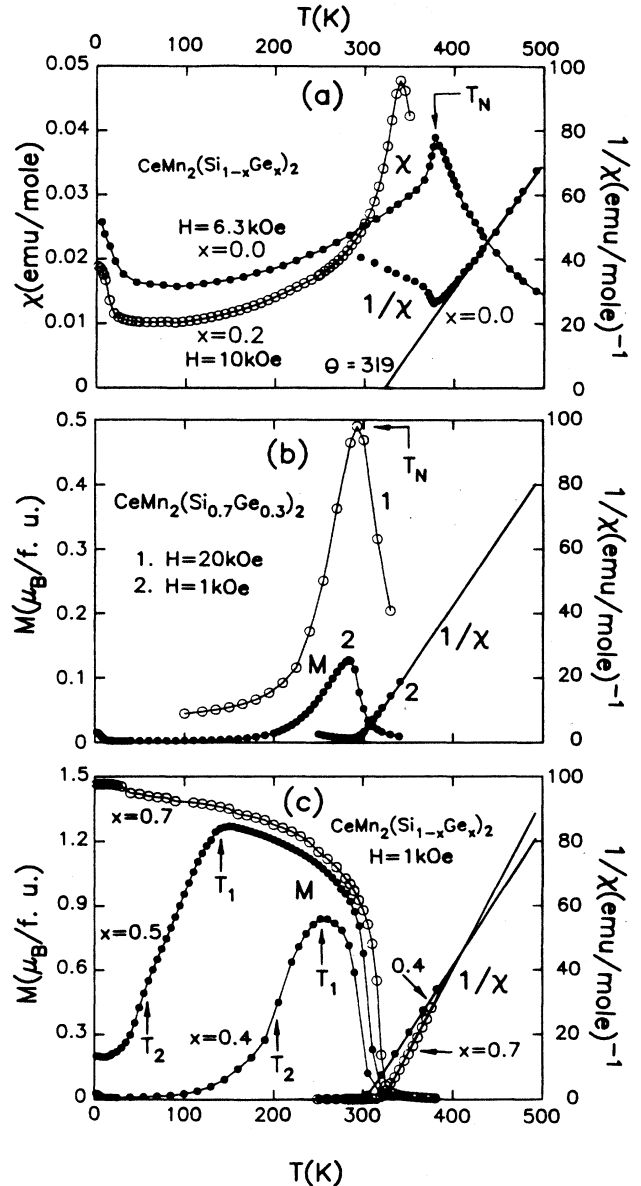 T(K)
0 100 200 300 400 500
0.05 (a) 100
T_N
0.04 80
χ
CeMn₂(Si₁₋ₓGeₓ)₂
0.03 60
H=6.3kOe
x=0.0
0.02 40
1/χ x=0.0
0.01 x=0.2 20
H=10kOe Θ=319
0 0
χ(emu/mole)
1/χ(emu/mole)⁻¹
0.5 (b) 100
T_N
0.4 CeMn₂(Si₀.₇Ge₀.₃)₂ 1 80
0.3 1. H=20kOe 60
2. H=1kOe
0.2 40
1/χ
M 2
0.1 2 20
0 0
M(μ_B/f. u.)
1/χ(emu/mole)⁻¹
1.5 (c) 100
x=0.7 CeMn₂(Si₁₋ₓGeₓ)₂
H=1kOe
1.2 80
T₁ M
0.9 60
x=0.5 T₁ 0.4 1/χ
0.6 40
x=0.4
0.3 T₂ T₂ x=0.7 20
0.0 0
M(μ_B/f. u.)
1/χ(emu/mole)⁻¹
0 100 200 300 400 500
T(K)